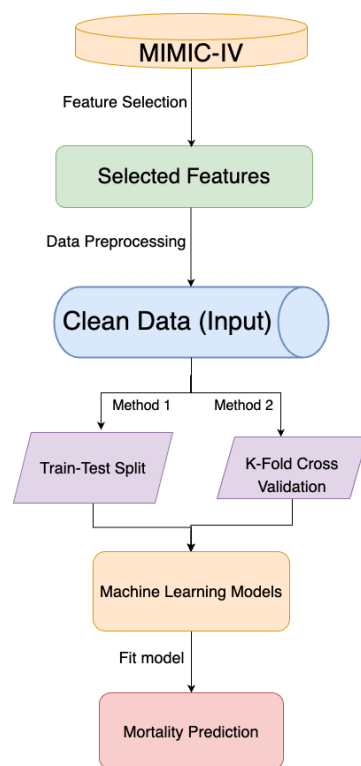 MIMIC-IV
Feature Selection
Selected Features
Data Preprocessing
Clean Data (Input)
Method 1
Method 2
Train-Test Split
K-Fold Cross
Validation
Machine Learning Models
Fit model
Mortality Prediction